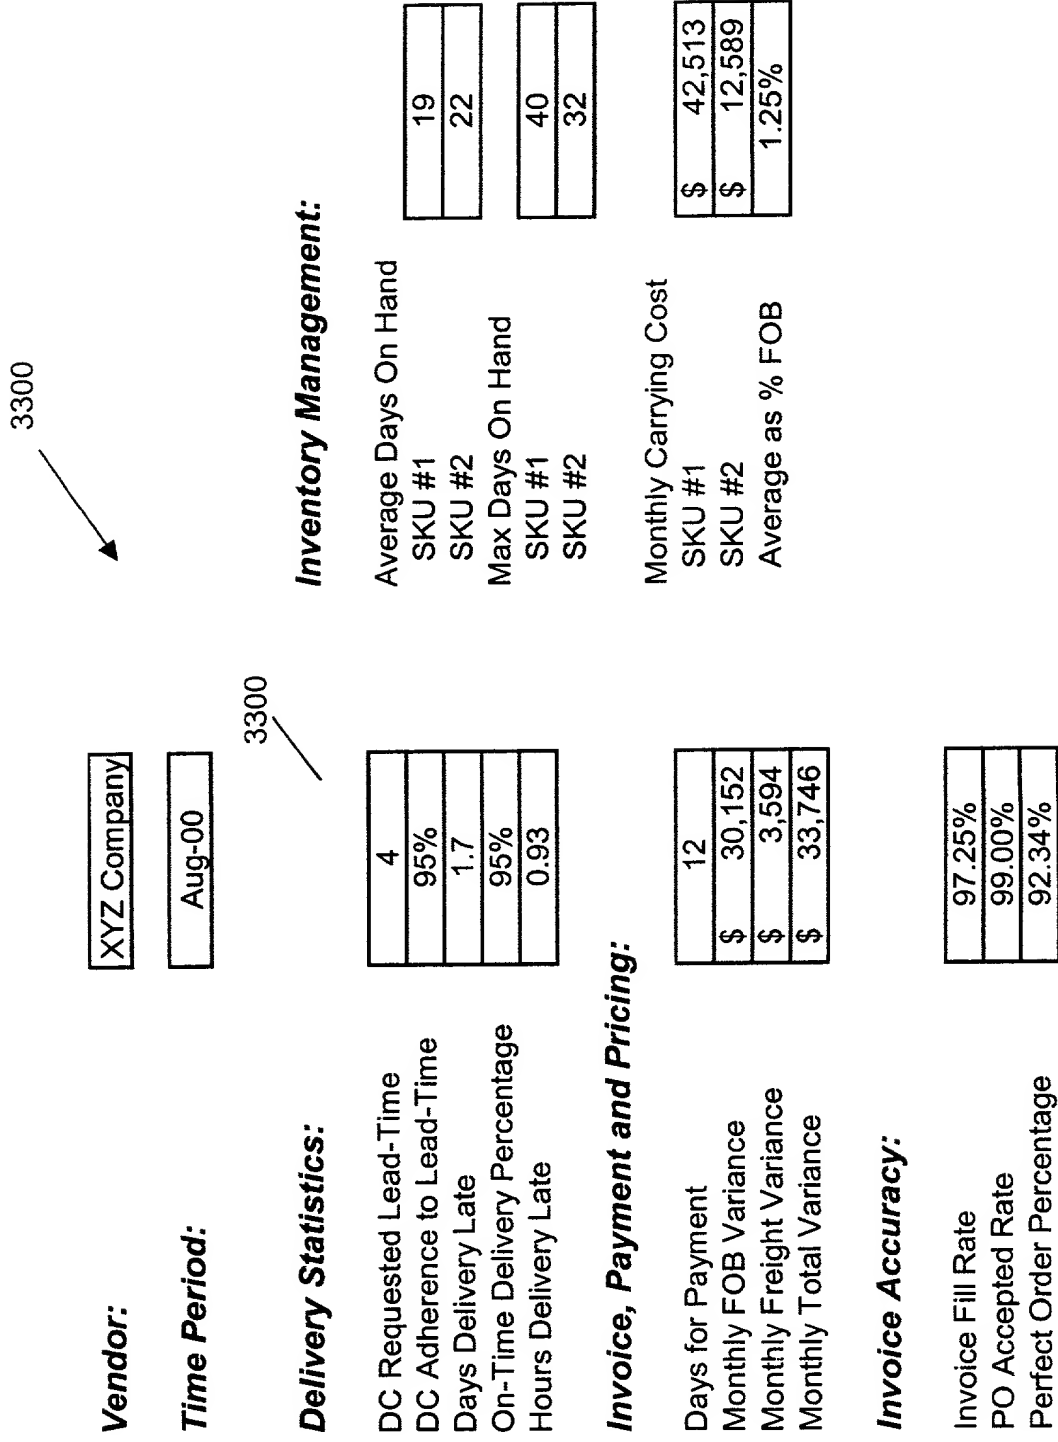 3300
Vendor: XYZ Company
Time Period: Aug-00
3300
Delivery Statistics:
DC Requested Lead-Time 4
DC Adherence to Lead-Time 95%
Days Delivery Late 1.7
On-Time Delivery Percentage 95%
Hours Delivery Late 0.93
Invoice, Payment and Pricing:
Days for Payment 12
Monthly FOB Variance $ 30,152
Monthly Freight Variance $ 3,594
Monthly Total Variance $ 33,746
Invoice Accuracy:
Invoice Fill Rate 97.25%
PO Accepted Rate 99.00%
Perfect Order Percentage 92.34%
Inventory Management:
Average Days On Hand
SKU #1 19
SKU #2 22
Max Days On Hand
SKU #1 40
SKU #2 32
Monthly Carrying Cost
SKU #1 $ 42,513
SKU #2 $ 12,589
Average as % FOB 1.25%